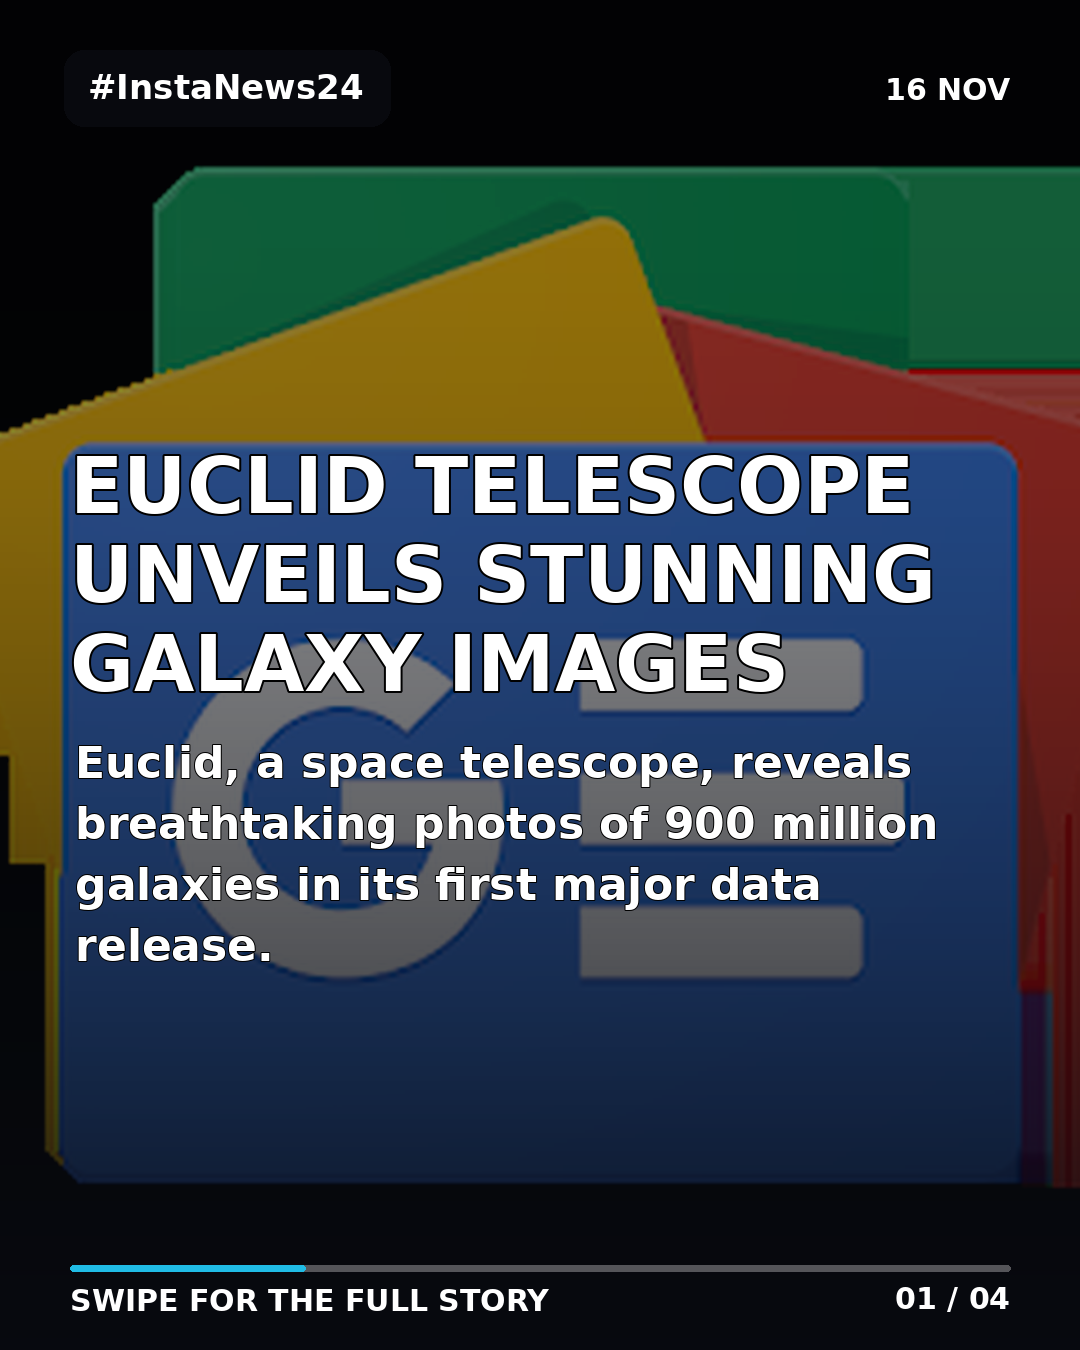 #InstaNews24
16 NOV
EUCLID TELESCOPE
UNVEILS STUNNING
GALAXY IMAGES
Euclid, a space telescope, reveals
breathtaking photos of 900 million
galaxies in its first major data
release.
SWIPE FOR THE FULL STORY
01 / 04